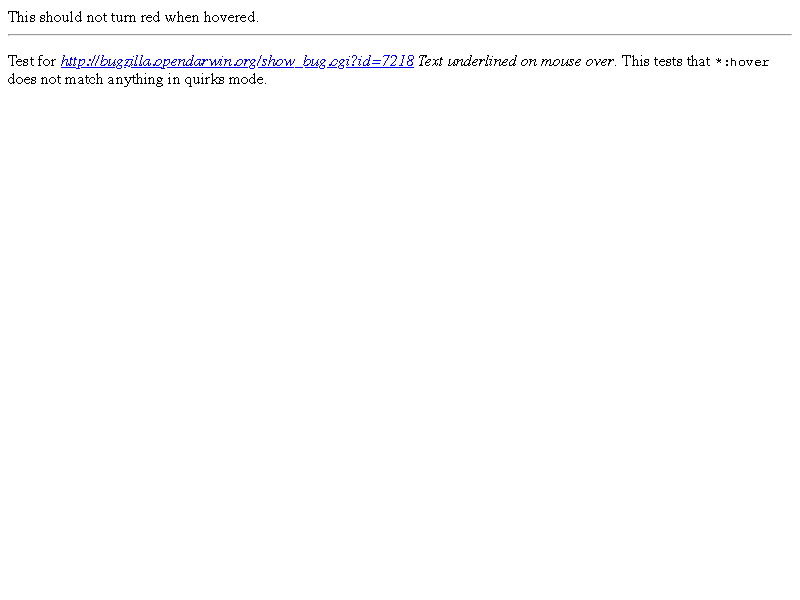 This should not turn red when hovered.
Test for http://bugzilla.opendarwin.org/show_bug.cgi?id=7218 Text underlined on mouse over. This tests that *:hover
does not match anything in quirks mode.